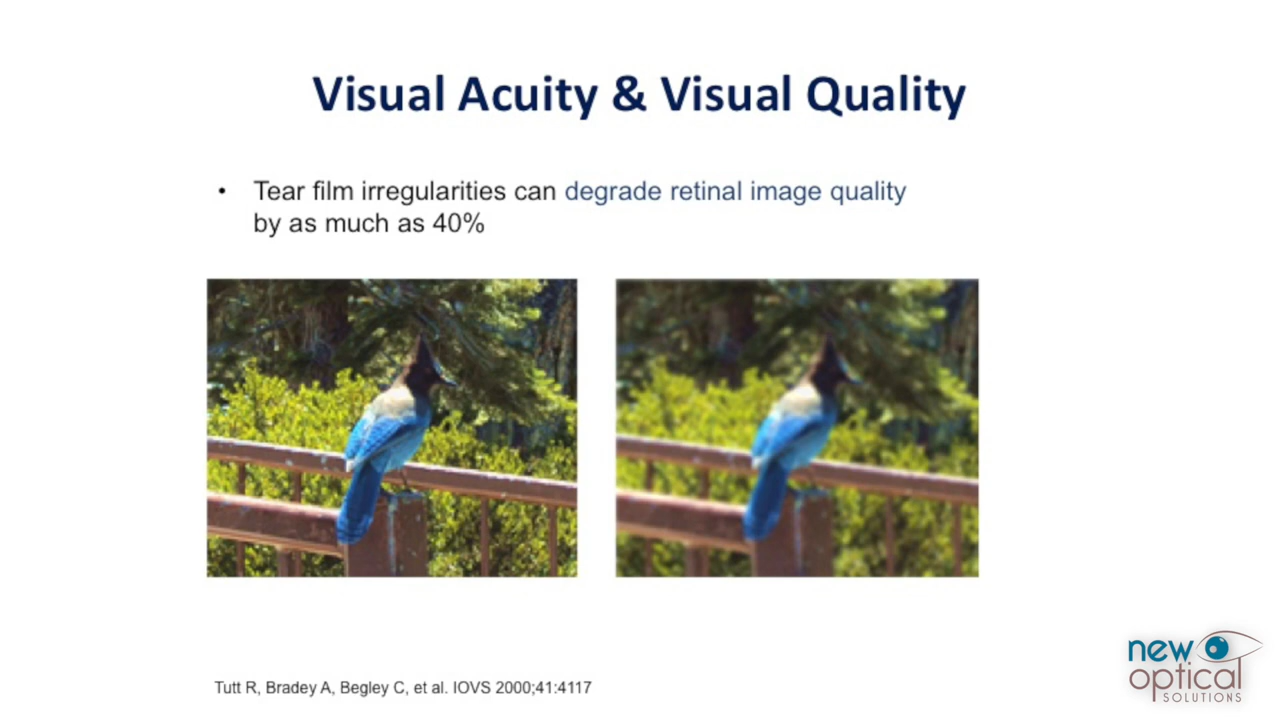 Visual Acuity & Visual Quality
• Tear film irregularities can degrade retinal image quality
by as much as 40%
Tutt R, Bradey A, Begley C, et al. IOVS 2000;41:4117
new
optical
SOLUTIONS